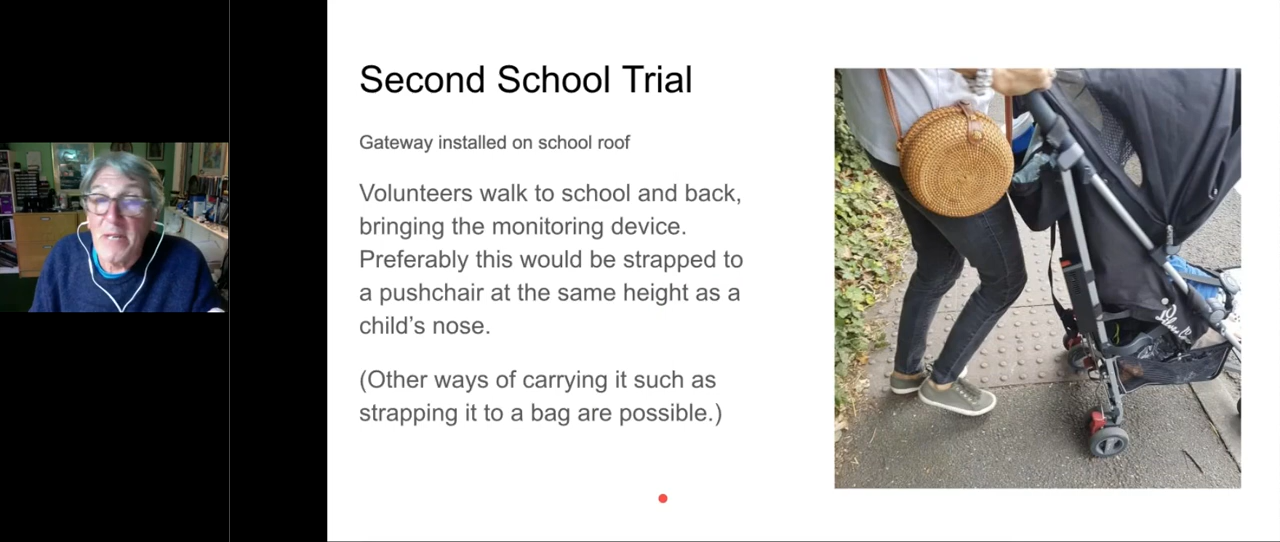 Second School Trial
Gateway installed on school roof
Volunteers walk to school and back,
bringing the monitoring device.
Preferably this would be strapped to
a pushchair at the same height as a
child’s nose.
(Other ways of carrying it such as
strapping it to a bag are possible.)